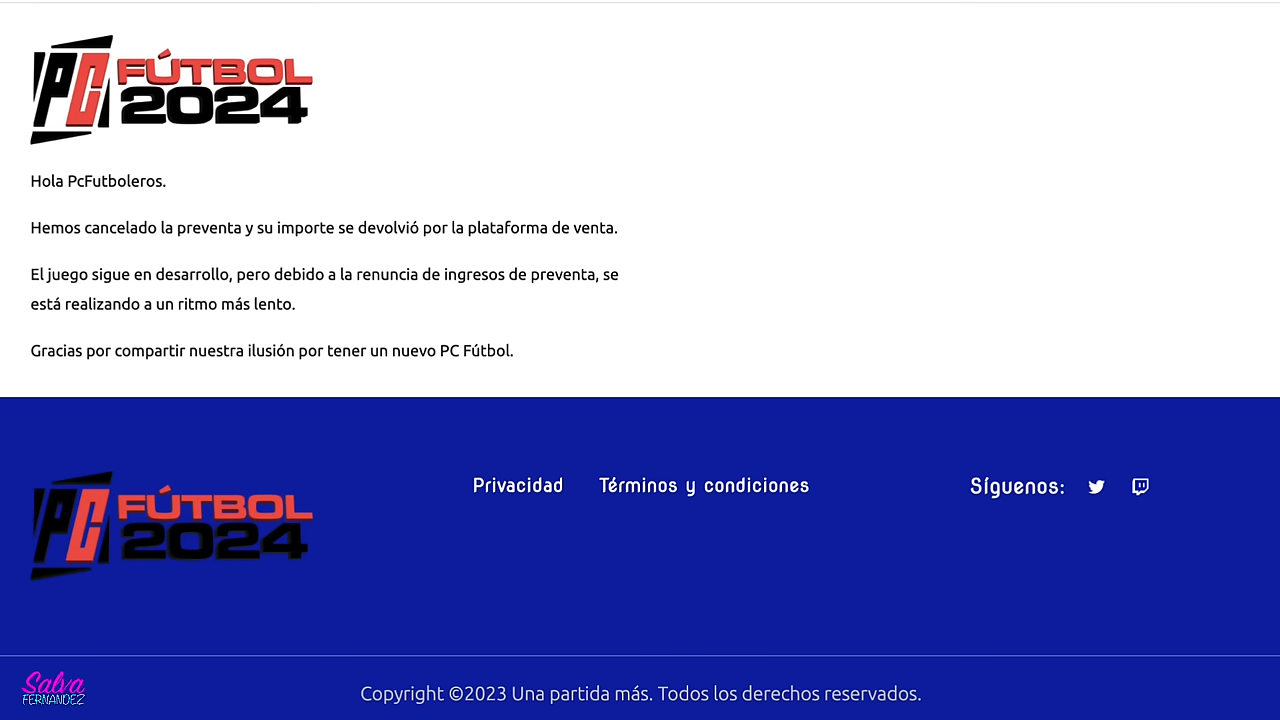 PC FÚTBOL
2024
Hola PcFutboleros.
Hemos cancelado la preventa y su importe se devolvió por la plataforma de venta.
El juego sigue en desarrollo, pero debido a la renuncia de ingresos de preventa, se
está realizando a un ritmo más lento.
Gracias por compartir nuestra ilusión por tener un nuevo PC Fútbol.
PC FÚTBOL
2024
Privacidad Términos y condiciones Síguenos:
Salva
FERNANDEZ
Copyright ©2023 Una partida más. Todos los derechos reservados.